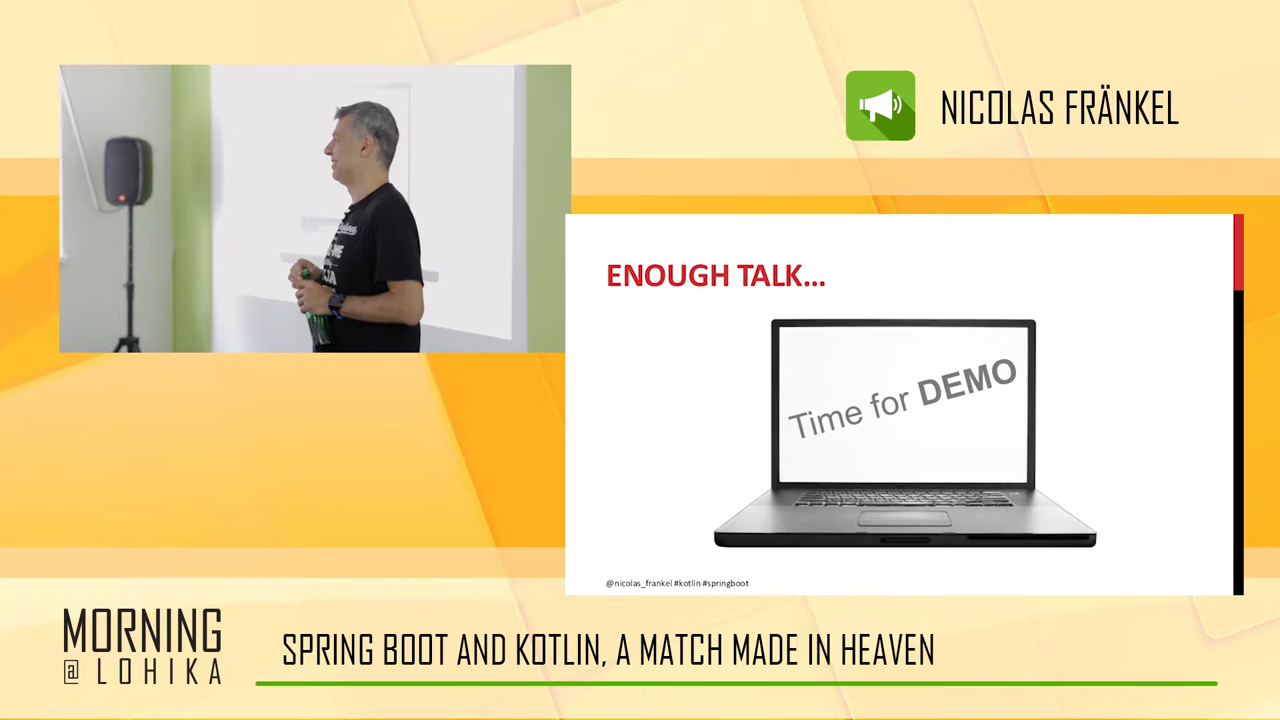 NICOLAS FRÄNKEL
ENOUGH TALK...
Time for DEMO
@nicolas_frankel #kotlin #springboot
MORNING
@ LOHIKA
SPRING BOOT AND KOTLIN, A MATCH MADE IN HEAVEN